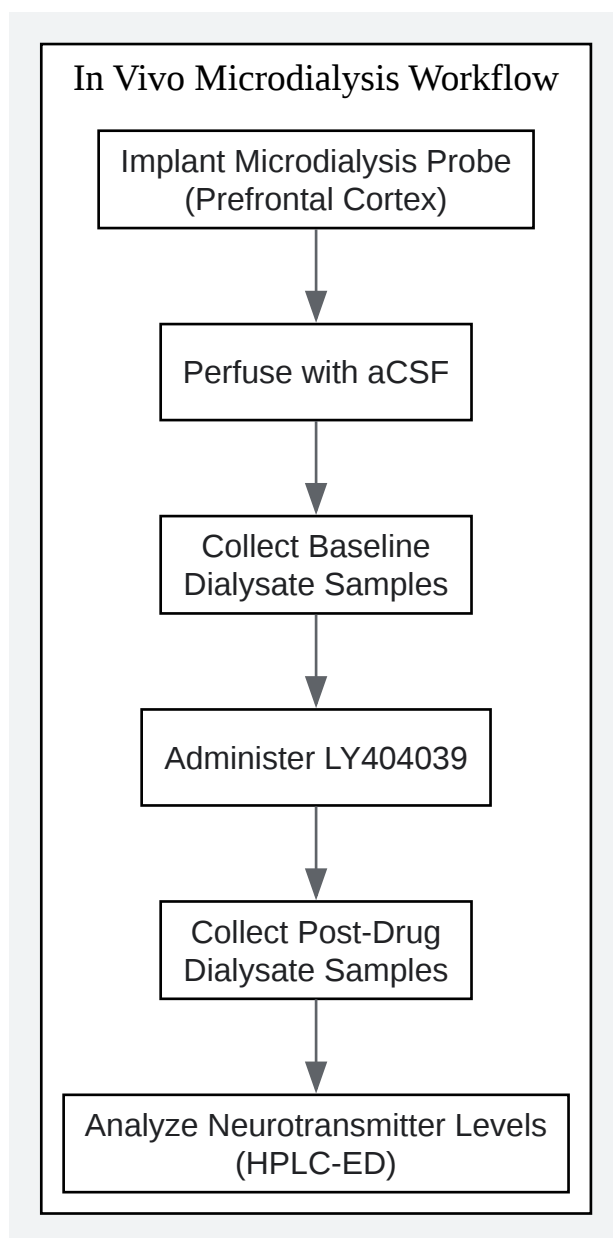 In Vivo Microdialysis Workflow
Implant Microdialysis Probe
(Prefrontal Cortex)
Perfuse with aCSF
Collect Baseline
Dialysate Samples
Administer LY404039
Collect Post-Drug
Dialysate Samples
Analyze Neurotransmitter Levels
(HPLC-ED)